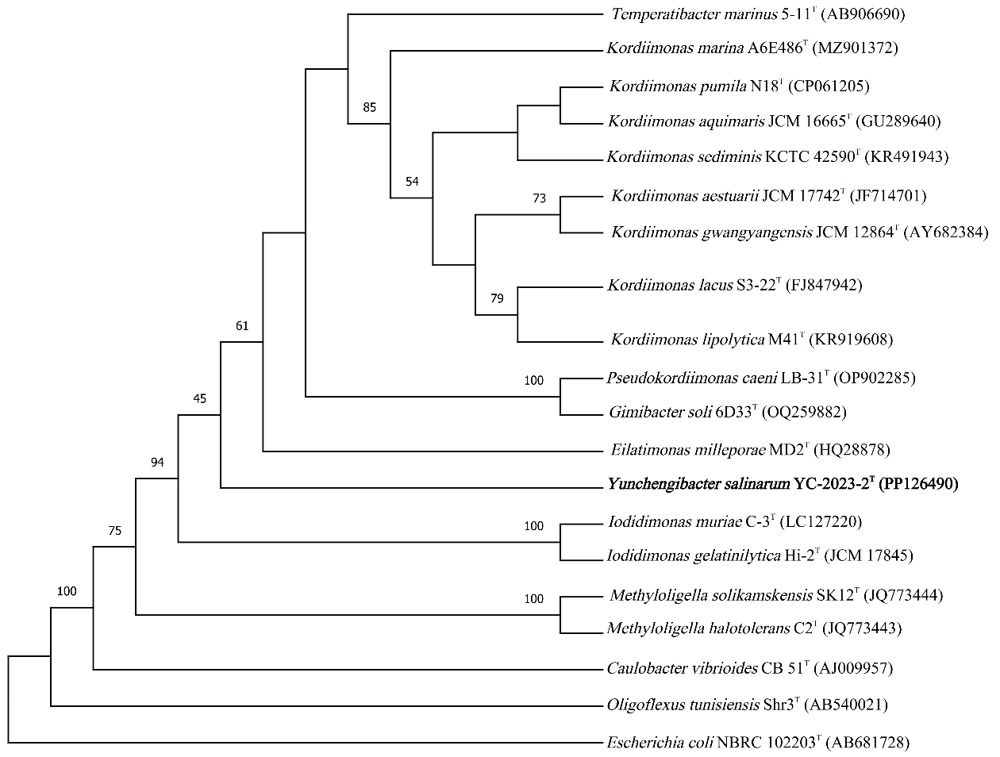 Temperatibacter marinus 5-11ᵀ (AB906690)
Kordiimonas marina A6E486ᵀ (MZ901372)
85
Kordiimonas pumila N18ᵀ (CP061205)
Kordiimonas aquimaris JCM 16665ᵀ (GU289640)
Kordiimonas sediminis KCTC 42590ᵀ (KR491943)
54
73
Kordiimonas aestuarii JCM 17742ᵀ (JF714701)
Kordiimonas gwangyangensis JCM 12864ᵀ (AY682384)
Kordiimonas lacus S3-22ᵀ (FJ847942)
79
Kordiimonas lipolytica M41ᵀ (KR919608)
61
100
Pseudokordiimonas caeni LB-31ᵀ (OP902285)
45
Gimibacter soli 6D33ᵀ (OQ259882)
Eilatimonas milleporae MD2ᵀ (HQ28878)
94
Yunchengibacter salinarum YC-2023-2ᵀ (PP126490)
75
100
Iodidimonas muriae C-3ᵀ (LC127220)
Iodidimonas gelatinilytica Hi-2ᵀ (JCM 17845)
100
100
Methyloligella solikamskensis SK12ᵀ (JQ773444)
Methyloligella halotolerans C2ᵀ (JQ773443)
Caulobacter vibrioides CB 51ᵀ (AJ009957)
Oligoflexus tunisiensis Shr3ᵀ (AB540021)
Escherichia coli NBRC 102203ᵀ (AB681728)